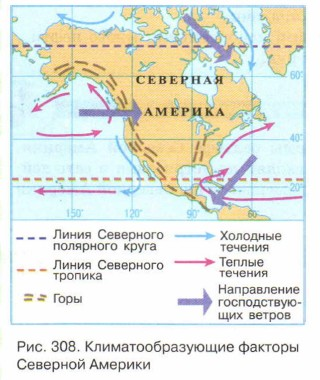 СЕВЕРНАЯ
АМЕРИКА
60°
40°
20°
150°
120°
90°
60°
Линия Северного
полярного круга
Линия Северного
тропика
Горы
Холодные
течения
Теплые
течения
Направление
господствую-
щих ветров
Рис. 308. Климатообразующие факторы
Северной Америки